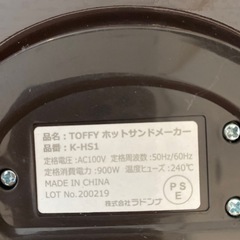 品名：TOFFY ホットサンドメーカー
品番：K-HS1
定格電圧：AC100V 定格周波数：50Hz/60Hz
定格消費電力：900W 温度ヒューズ：240℃
MADE IN CHINA
LOT No.200219
株式会社ラドンナ
PS
E